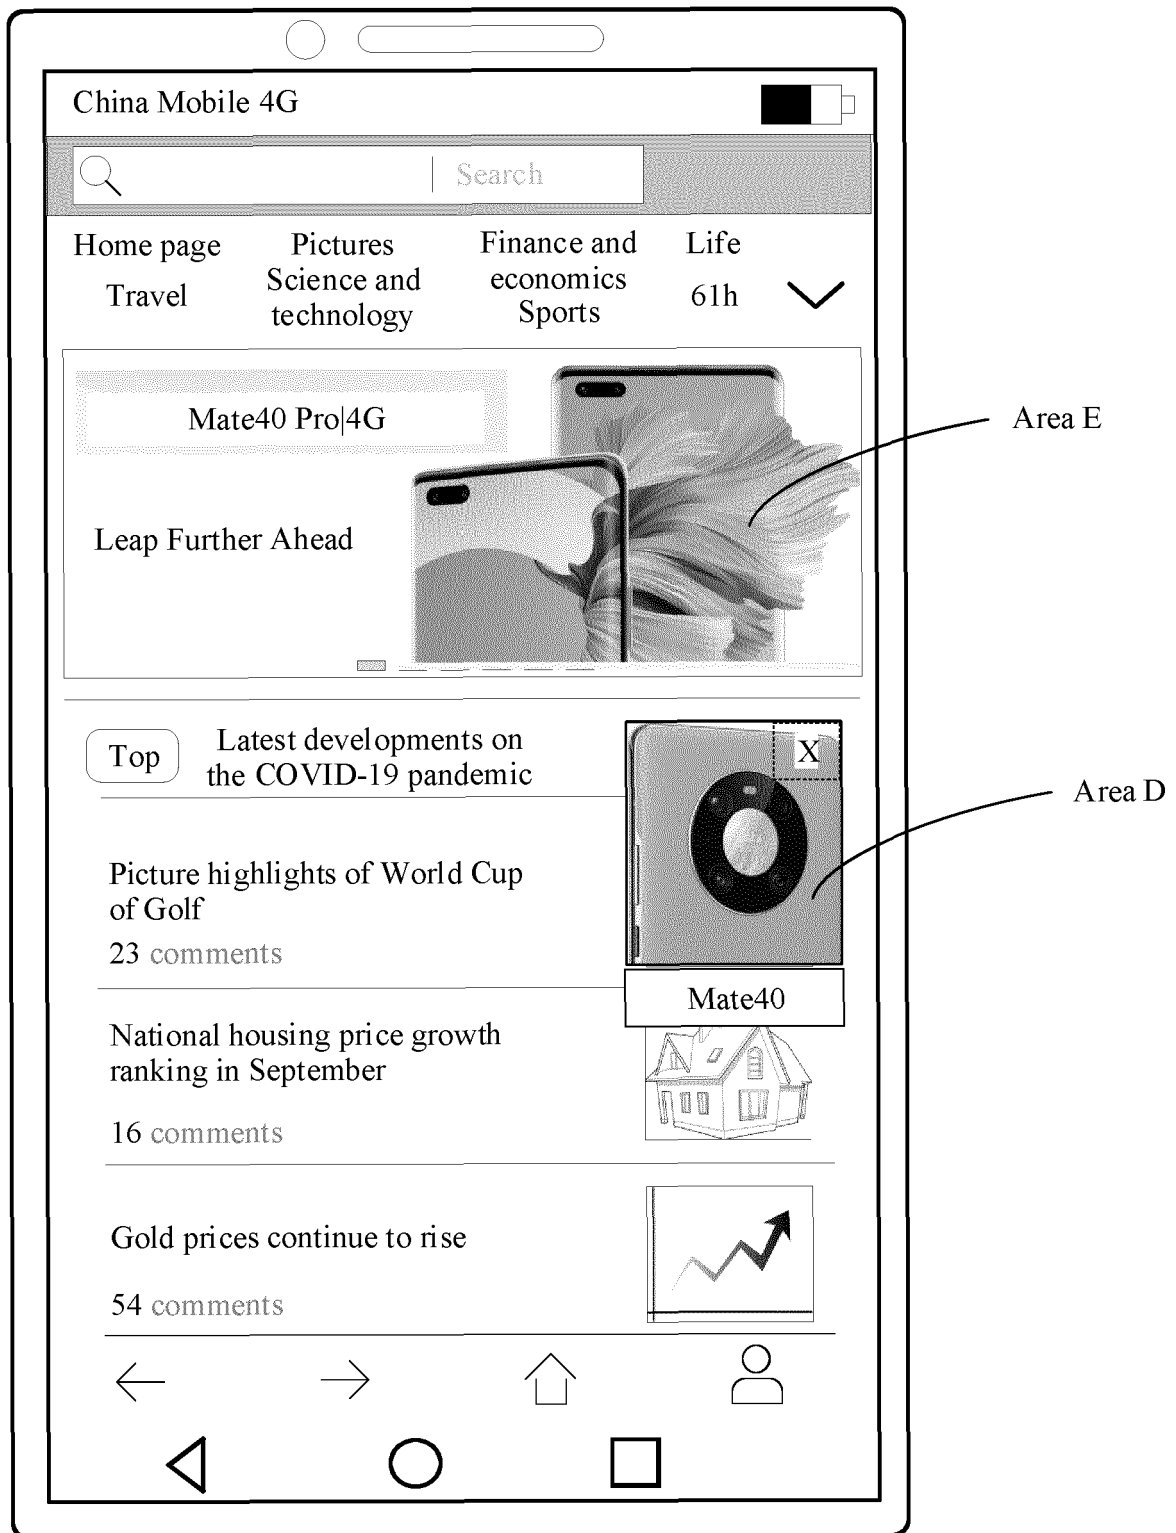 China Mobile 4G
Search
Home page
Pictures
Finance and
economics
Life
Travel
Science and
technology
Sports
61h
Mate40 Pro|4G
Area E
Leap Further Ahead
Top
Latest developments on
the COVID-19 pandemic
X
Area D
Picture highlights of World Cup
of Golf
23 comments
Mate40
National housing price growth
ranking in September
16 comments
Gold prices continue to rise
54 comments